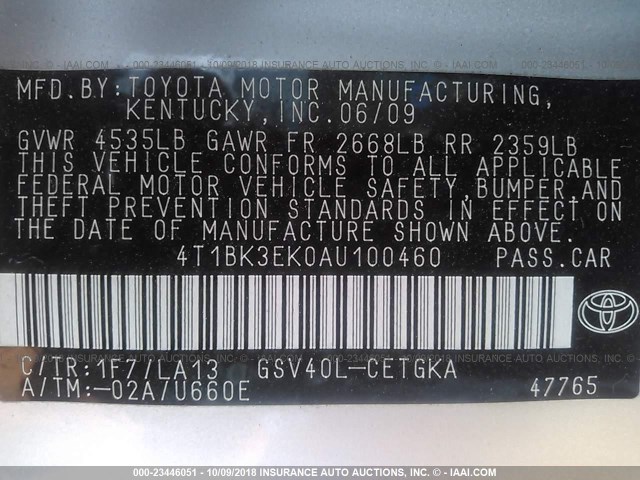 MFD.BY:TOYOTA MOTOR MANUFACTURING,
KENTUCKY,INC.06/09
GVWR 4535LB GAWR FR 2668LB RR 2359LB
THIS VEHICLE CONFORMS TO ALL APPLICABLE
FEDERAL MOTOR VEHICLE SAFETY,BUMPER,AND
THEFT PREVENTION STANDARDS IN EFFECT ON
THE DATE OF MANUFACTURE SHOWN ABOVE.
4T1BK3EK0AU100460 PASS.CAR
C/TR:1F7/LA13 GSV40L-CETGKA
A/TM:-02A/U660E 47765
000-23446051 - 10/09/2018 INSURANCE AUTO AUCTIONS - © - IAAI.COM